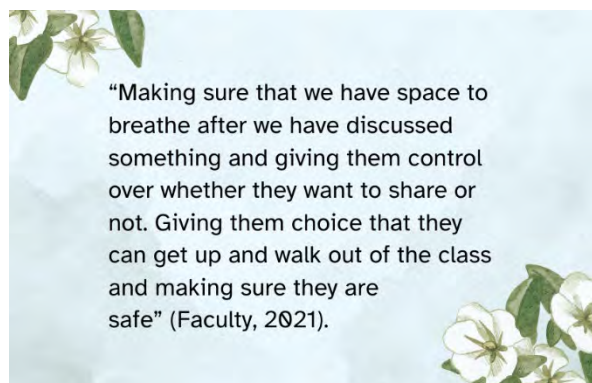 “Making sure that we have space to
breathe after we have discussed
something and giving them control
over whether they want to share or
not. Giving them choice that they
can get up and walk out of the class
and making sure they are
safe” (Faculty, 2021).